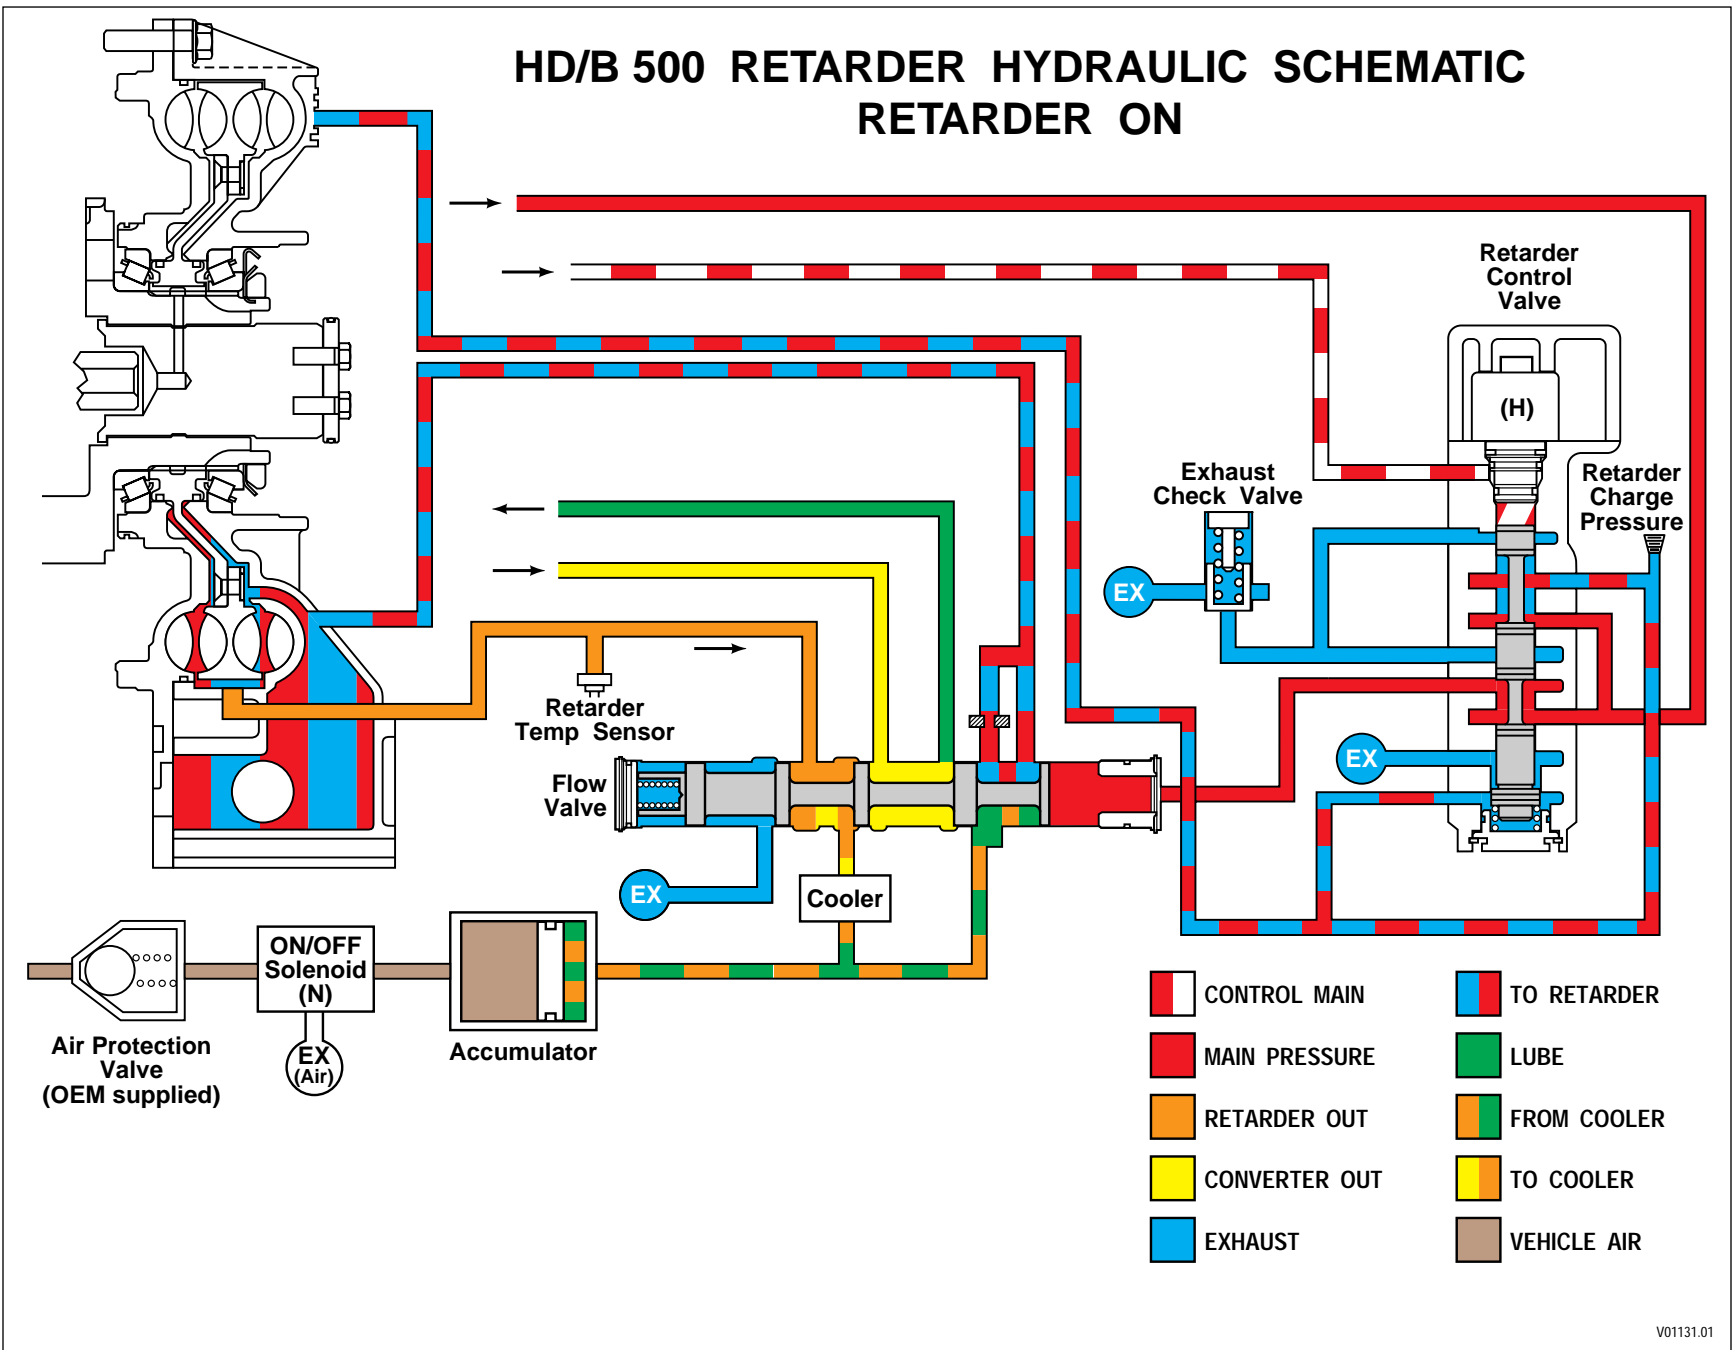 HD/B 500 RETARDER HYDRAULIC SCHEMATIC
RETARDER ON
Retarder
Control
Valve
(H)
Exhaust
Check Valve
Retarder
Charge
Pressure
EX
Retarder
Temp Sensor
Flow
Valve
EX
EX
Cooler
ON/OFF
Solenoid
(N)
EX
(Air)
Air Protection
Valve
(OEM supplied)
Accumulator
CONTROL MAIN
MAIN PRESSURE
RETARDER OUT
CONVERTER OUT
EXHAUST
TO RETARDER
LUBE
FROM COOLER
TO COOLER
VEHICLE AIR
V01131.01